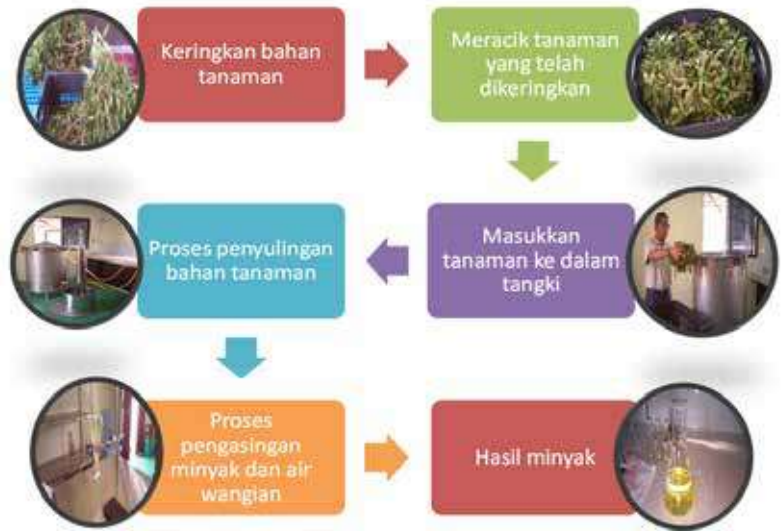 Keringkan bahan
tanaman
Meracik tanaman
yang telah
dikeringkan
Masukkan
tanaman ke dalam
tangki
Proses penyulingan
bahan tanaman
Proses
pengasingan
minyak dan air
wangian
Hasil minyak